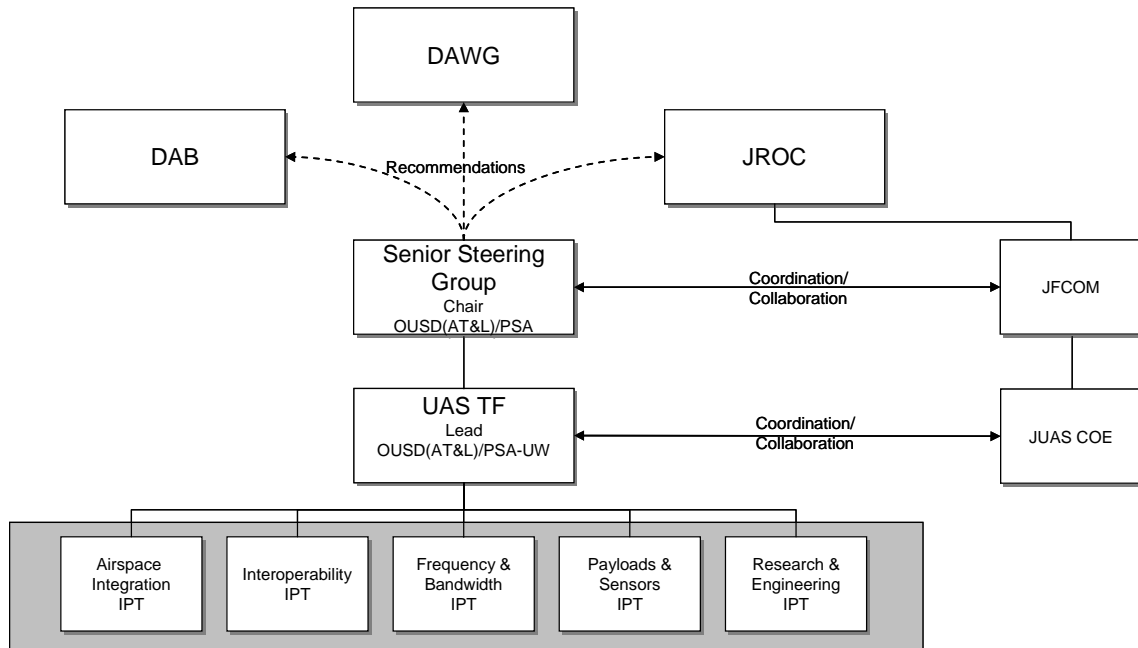 DAWG
DAB
Recommendations
JROC
Senior Steering
Group
Chair
OUSD(AT&L)/PSA
Coordination/
Collaboration
JFCOM
UAS TF
Lead
OUSD(AT&L)/PSA-UW
Coordination/
Collaboration
JUAS COE
Airspace
Integration
IPT
Interoperability
IPT
Frequency &
Bandwidth
IPT
Payloads &
Sensors
IPT
Research &
Engineering
IPT